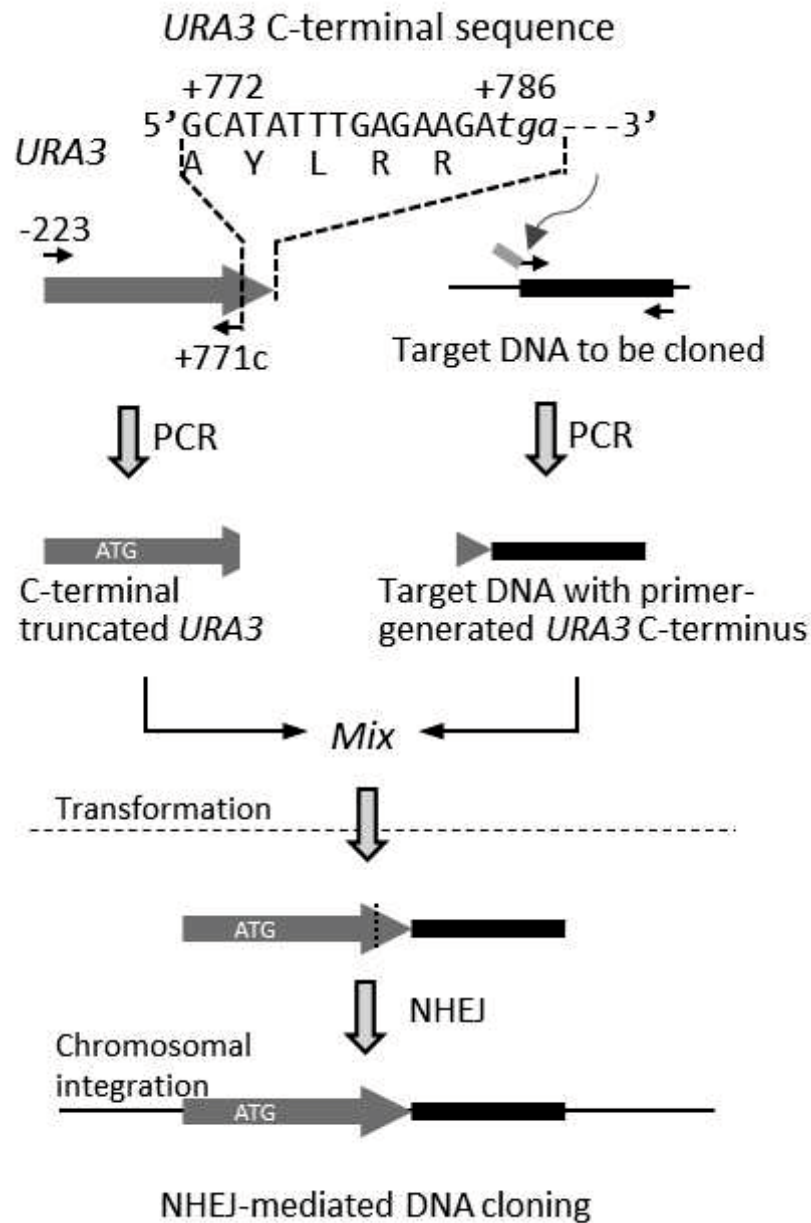 URA3 C-terminal sequence
+772 +786
5’GCATATTTGAGAAGAtga---3’
URA3 A Y L R R
-223
+771c
Target DNA to be cloned
PCR PCR
ATG
C-terminal
truncated URA3
Target DNA with primer-
generated URA3 C-terminus
Mix
Transformation
ATG
NHEJ
Chromosomal
integration
ATG
NHEJ-mediated DNA cloning